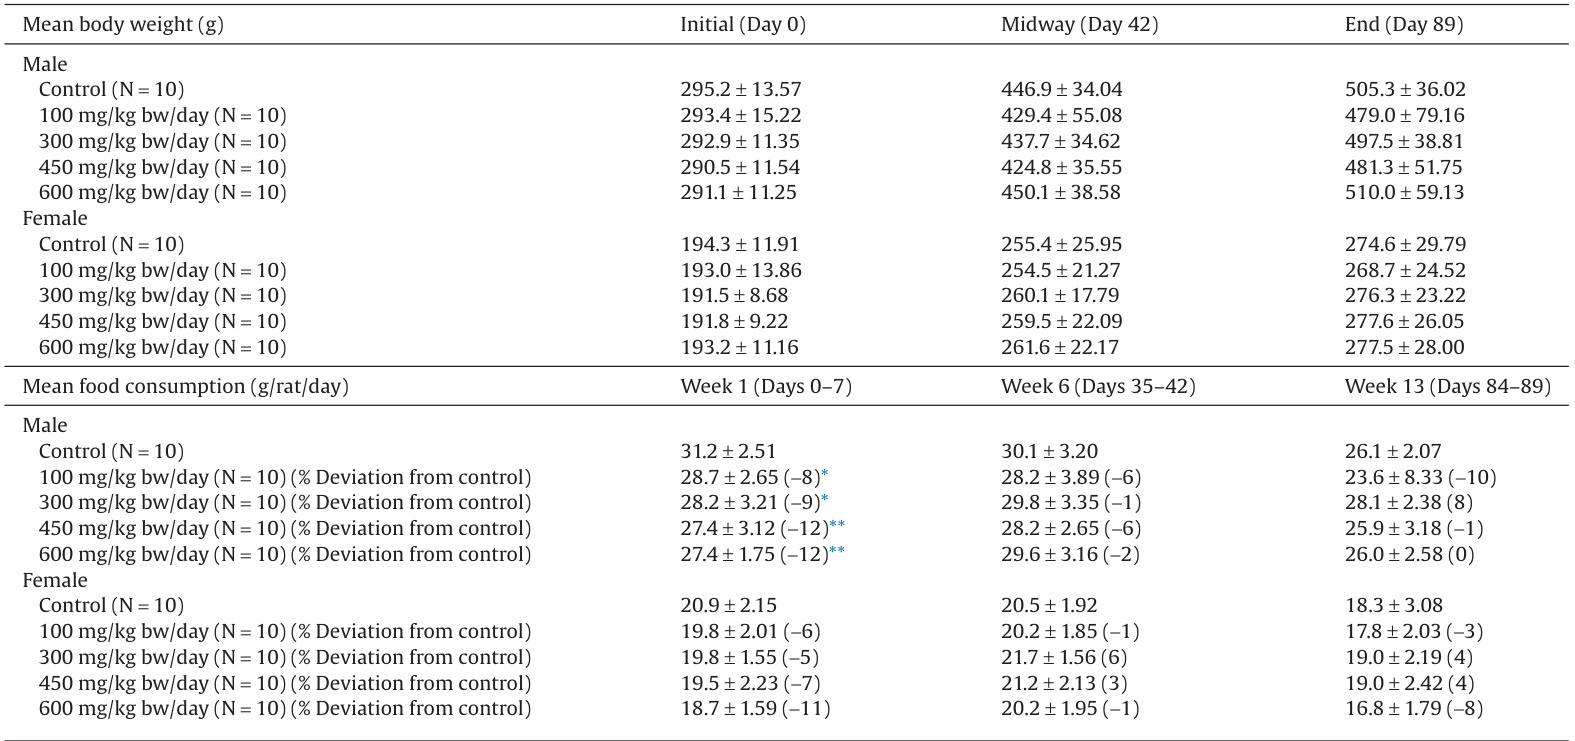 Mean body weight (g) Initial (Day 0) Midway (Day 42) End (Day 89)
Male
Control (N = 10) 295.2 ± 13.57 446.9 ± 34.04 505.3 ± 36.02
100 mg/kg bw/day (N = 10) 293.4 ± 15.22 429.4 ± 55.08 479.0 ± 79.16
300 mg/kg bw/day (N = 10) 292.9 ± 11.35 437.7 ± 34.62 497.5 ± 38.81
450 mg/kg bw/day (N = 10) 290.5 ± 11.54 424.8 ± 35.55 481.3 ± 51.75
600 mg/kg bw/day (N = 10) 291.1 ± 11.25 450.1 ± 38.58 510.0 ± 59.13
Female
Control (N = 10) 194.3 ± 11.91 255.4 ± 25.95 274.6 ± 29.79
100 mg/kg bw/day (N = 10) 193.0 ± 13.86 254.5 ± 21.27 268.7 ± 24.52
300 mg/kg bw/day (N = 10) 191.5 ± 8.68 260.1 ± 17.79 276.3 ± 23.22
450 mg/kg bw/day (N = 10) 191.8 ± 9.22 259.5 ± 22.09 277.6 ± 26.05
600 mg/kg bw/day (N = 10) 193.2 ± 11.16 261.6 ± 22.17 277.5 ± 28.00
Mean food consumption (g/rat/day) Week 1 (Days 0–7) Week 6 (Days 35–42) Week 13 (Days 84–89)
Male
Control (N = 10) 31.2 ± 2.51 30.1 ± 3.20 26.1 ± 2.07
100 mg/kg bw/day (N = 10) (% Deviation from control) 28.7 ± 2.65 (–8)* 28.2 ± 3.89 (–6) 23.6 ± 8.33 (–10)
300 mg/kg bw/day (N = 10) (% Deviation from control) 28.2 ± 3.21 (–9)* 29.8 ± 3.35 (–1) 28.1 ± 2.38 (8)
450 mg/kg bw/day (N = 10) (% Deviation from control) 27.4 ± 3.12 (–12)** 28.2 ± 2.65 (–6) 25.9 ± 3.18 (–1)
600 mg/kg bw/day (N = 10) (% Deviation from control) 27.4 ± 1.75 (–12)** 29.6 ± 3.16 (–2) 26.0 ± 2.58 (0)
Female
Control (N = 10) 20.9 ± 2.15 20.5 ± 1.92 18.3 ± 3.08
100 mg/kg bw/day (N = 10) (% Deviation from control) 19.8 ± 2.01 (–6) 20.2 ± 1.85 (–1) 17.8 ± 2.03 (–3)
300 mg/kg bw/day (N = 10) (% Deviation from control) 19.8 ± 1.55 (–5) 21.7 ± 1.56 (6) 19.0 ± 2.19 (4)
450 mg/kg bw/day (N = 10) (% Deviation from control) 19.5 ± 2.23 (–7) 21.2 ± 2.13 (3) 19.0 ± 2.42 (4)
600 mg/kg bw/day (N = 10) (% Deviation from control) 18.7 ± 1.59 (–11) 20.2 ± 1.95 (–1) 16.8 ± 1.79 (–8)